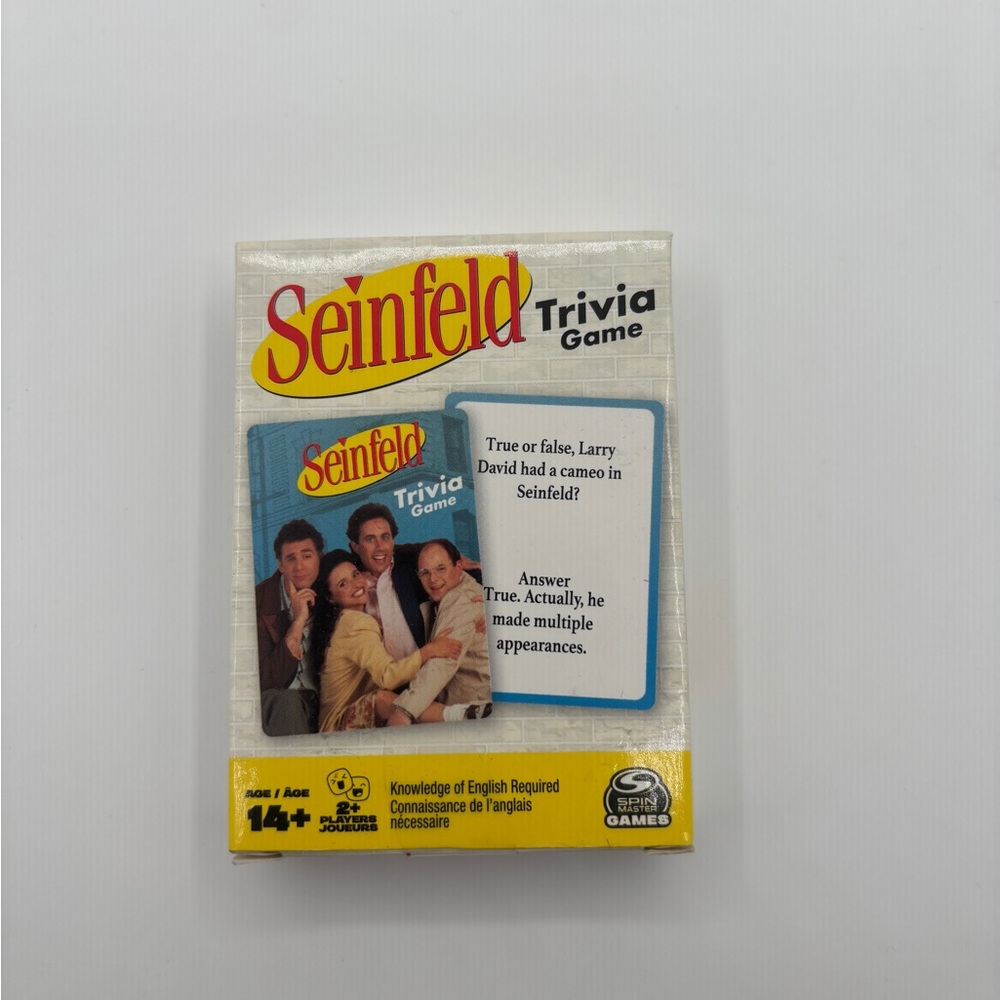 Seinfeld
Trivia
Game
Seinfeld
Trivia
Game
True or false, Larry
David had a cameo in
Seinfeld?
Answer
True. Actually, he
made multiple
appearances.
AGE / ÂGE
14+
2+
PLAYERS
JOUEURS
Knowledge of English Required
Connaissance de l'anglais
nécessaire
SPIN
MASTER
GAMES